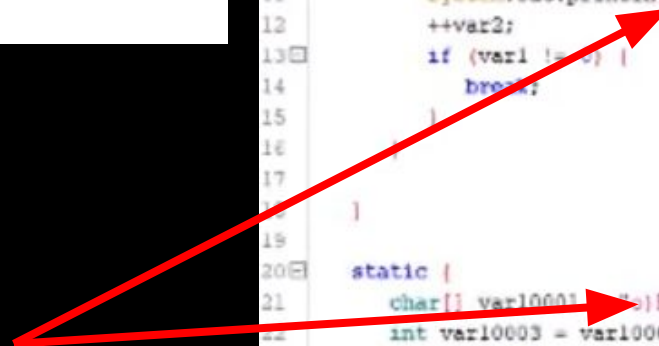 12 ++var2;
13 if (var1 != 0) {
14 break;
15 }
16 }
17
18 }
19
20 static {
21 char[] var10001
22 int var10003 =